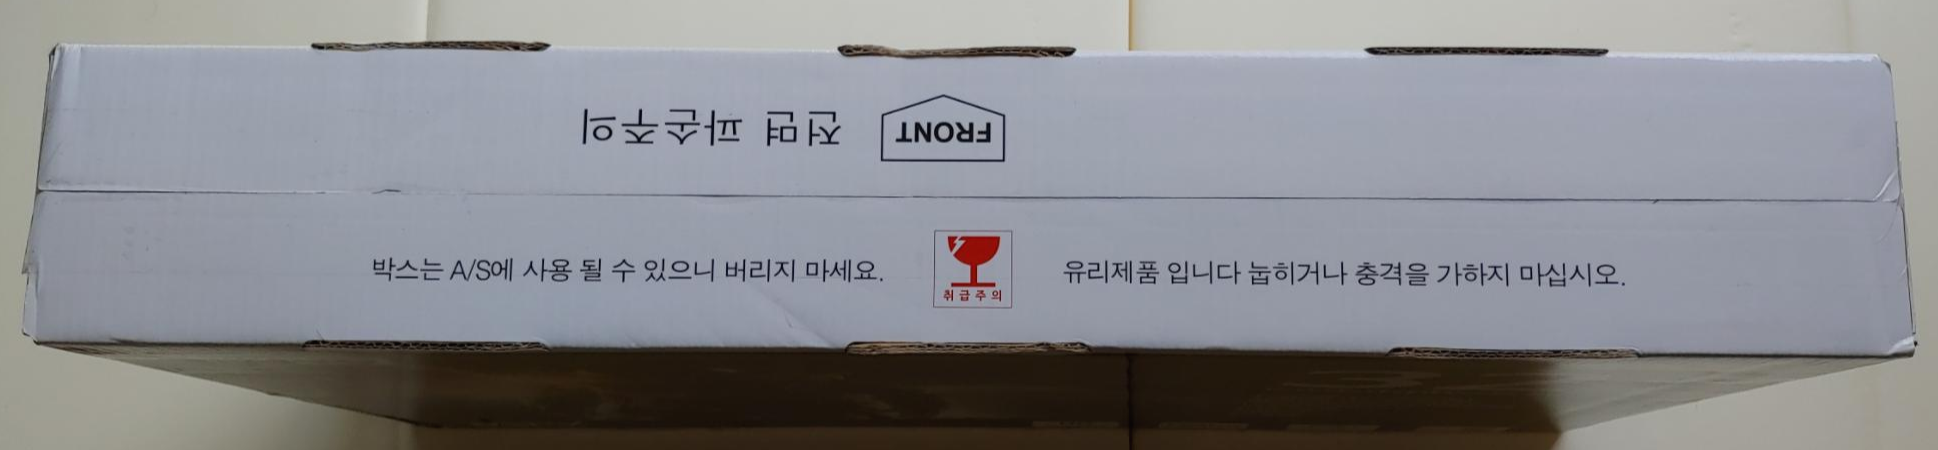 전면 파손주의
FRONT
박스는 A/S에 사용 될 수 있으니 버리지 마세요.
취급주의
유리제품 입니다 눕히거나 충격을 가하지 마십시오.